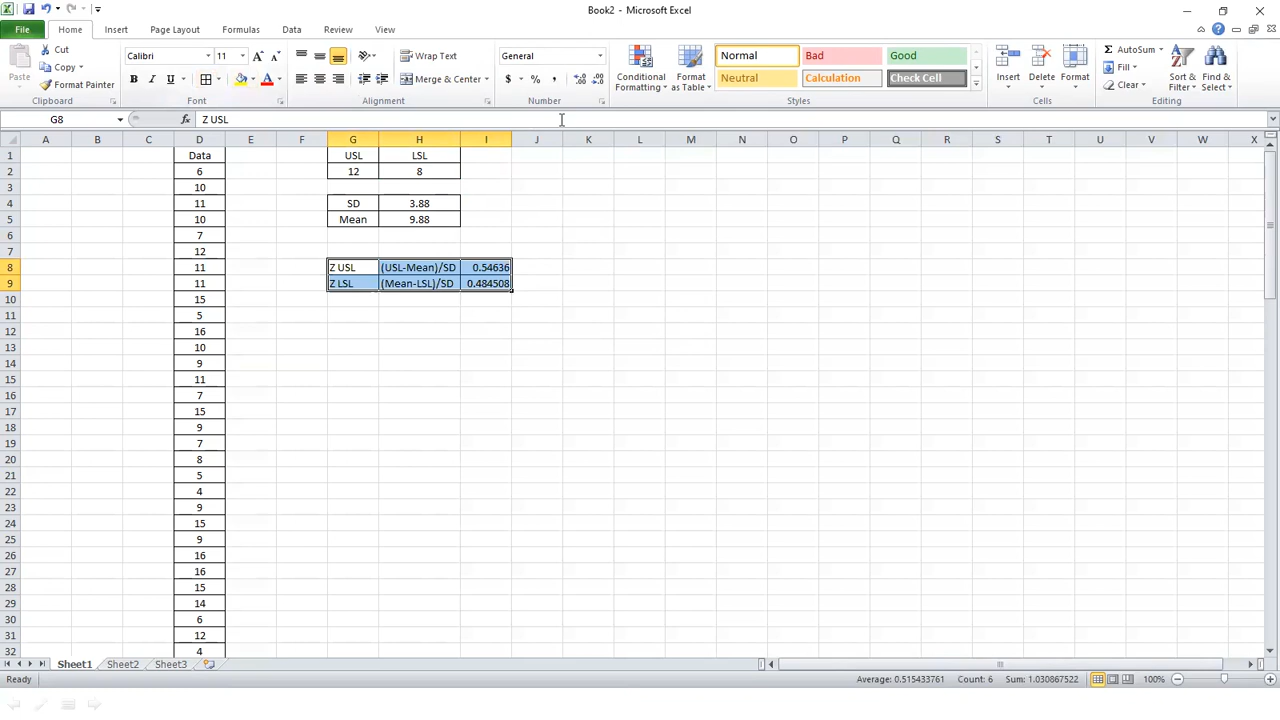 Book2 - Microsoft Excel
File Home Insert Page Layout Formulas Data Review View
Paste
Cut
Copy
Format Painter
Clipboard
Calibri 11
B I U
Font
Wrap Text
Merge & Center
Alignment
General
$ % ,
Number
Conditional Formatting
Format as Table
Normal Bad Good
Neutral Calculation Check Cell
Styles
Insert Delete Format
Cells
AutoSum
Fill
Clear
Sort & Filter
Find & Select
Editing
G8 fx Z USL
A B C D E F G H I J K L M N O P Q R S T U V W X
1 Data USL LSL
2 6 12 8
3 10
4 11 SD 3.88
5 10 Mean 9.88
6 7
7 12
8 11 Z USL (USL-Mean)/SD 0.54636
9 11 Z LSL (Mean-LSL)/SD 0.484508
10 15
11 5
12 16
13 10
14 9
15 11
16 7
17 15
18 9
19 7
20 8
21 5
22 4
23 9
24 15
25 9
26 16
27 16
28 15
29 14
30 6
31 12
32 4
Sheet1 Sheet2 Sheet3
Ready Average: 0.515433761 Count: 6 Sum: 1.030867522 100%